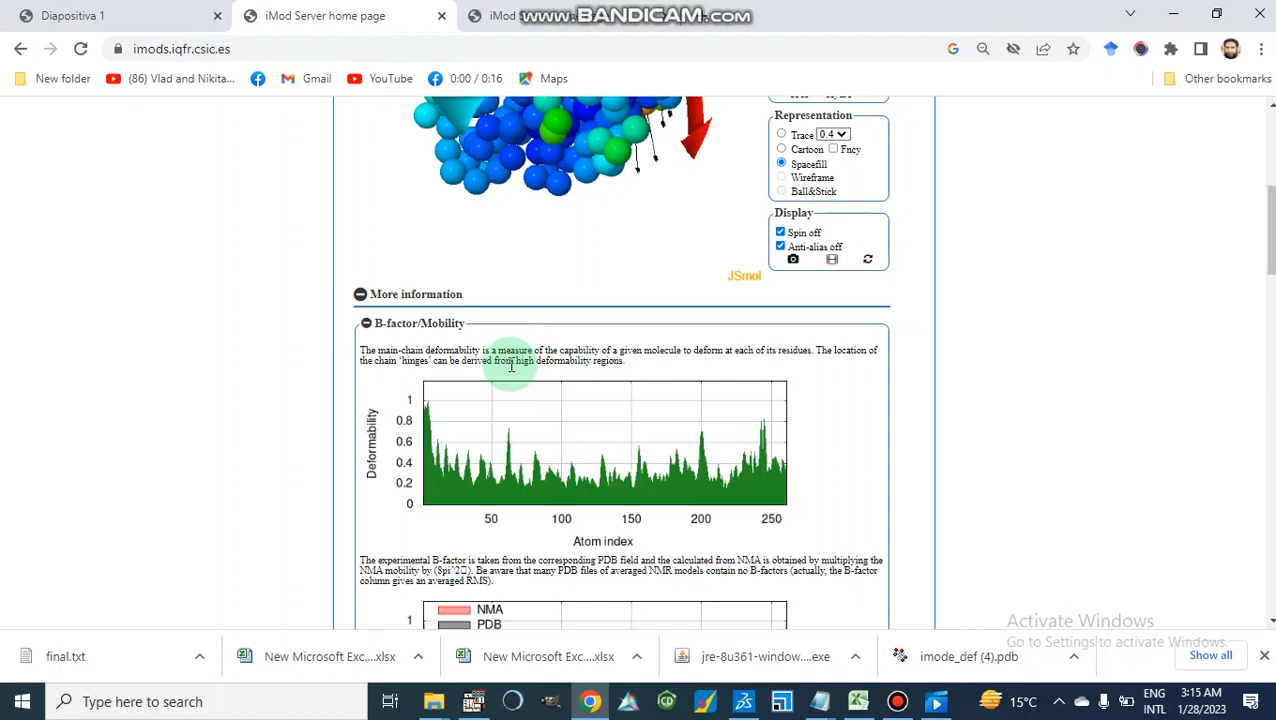 Diapositiva 1
iMod Server home page
iMod S
www.BANDICAM.com
imods.iqfr.csic.es
New folder
(86) Vlad and Nikita...
Gmail
YouTube
0:00 / 0:16
Maps
Other bookmarks
Representation
Trace 0.4
Cartoon Fncy
Spacefill
Wireframe
Ball&Stick
Display
Spin off
Anti-alias off
JSmol
More information
B-factor/Mobility
The main-chain deformability is a measure of the capability of a given molecule to deform at each of its residues. The location of
the chain ‘hinges’ can be derived from high deformability regions.
Deformability
1
0.8
0.6
0.4
0.2
0
50 100 150 200 250
Atom index
The experimental B-factor is taken from the corresponding PDB field and the calculated from NMA is obtained by multiplying the
NMA mobility by (8pi^2). Be aware that many PDB files of averaged NMR models contain no B-factors (actually, the B-factor
column gives an averaged RMS).
1
NMA
PDB
Activate Windows
Go to Settings to activate Windows.
final.txt
New Microsoft Exc....xlsx
New Microsoft Exc....xlsx
jre-8u361-window....exe
imode_def (4).pdb
Show all
Type here to search
15°C
ENG
INTL
3:15 AM
1/28/2023